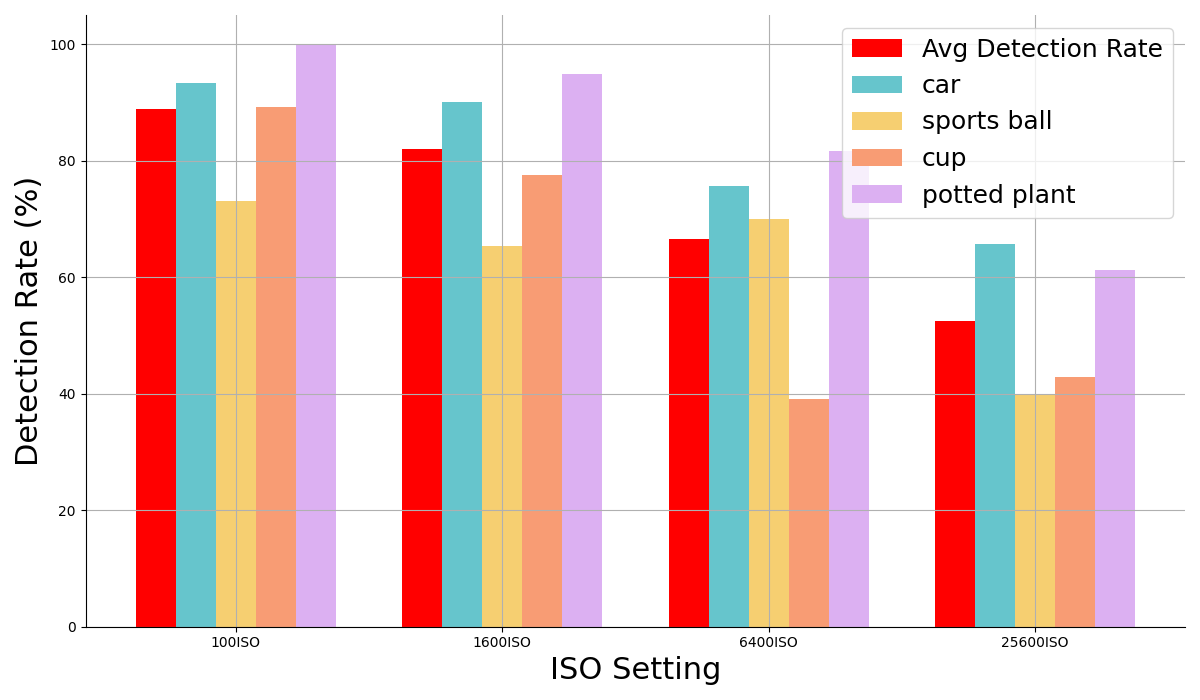 100
80
60
40
20
0
Detection Rate (%)
Avg Detection Rate
car
sports ball
cup
potted plant
100ISO
1600ISO
6400ISO
25600ISO
ISO Setting